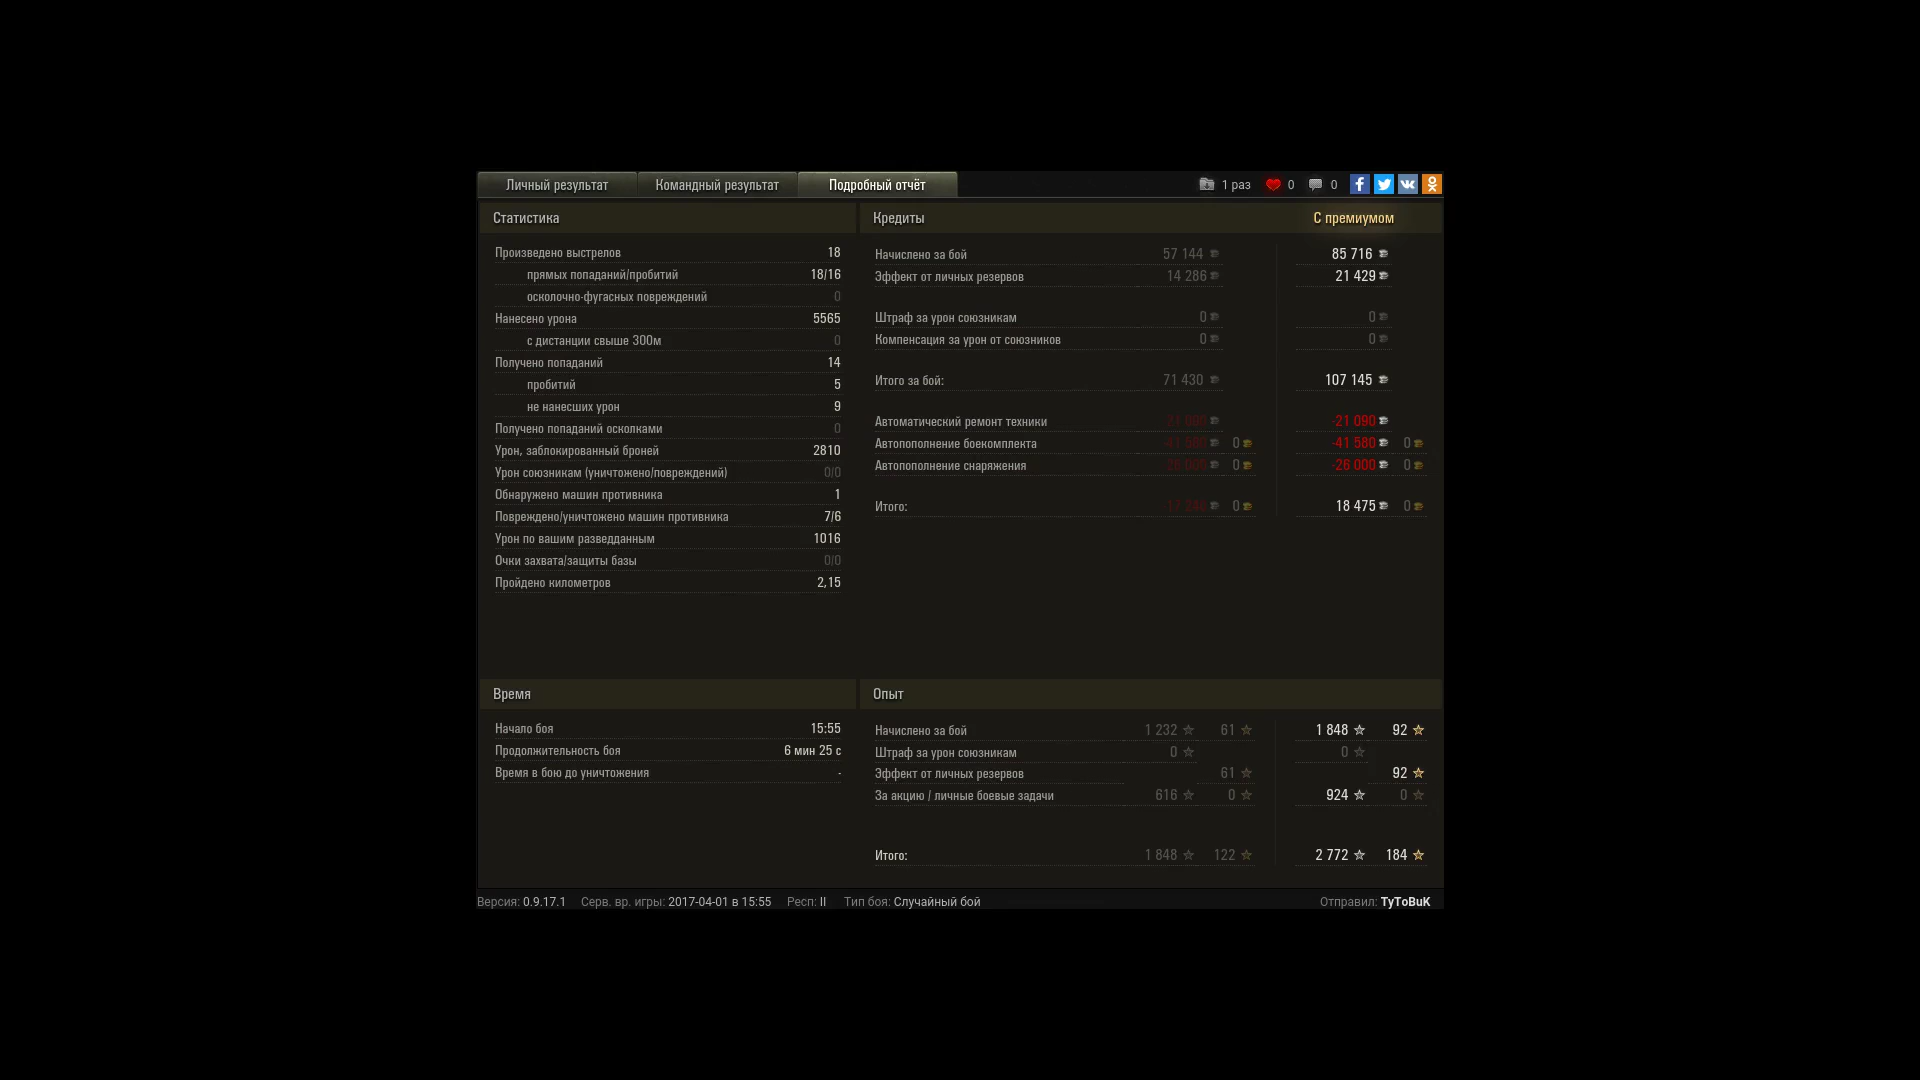 Личный результат Командный результат Подробный отчёт 1 раз 0 0
Статистика
Произведено выстрелов 18
прямых попаданий/пробитий 18/16
осколочно-фугасных повреждений 0
Нанесено урона 5565
с дистанции свыше 300м 0
Получено попаданий 14
пробитий 5
не нанесших урон 9
Получено попаданий осколками 0
Урон, заблокированный броней 2810
Урон союзникам (уничтожено/повреждений) 0/0
Обнаружено машин противника 1
Повреждено/уничтожено машин противника 7/6
Урон по вашим разведданным 1016
Очки захвата/защиты базы 0/0
Пройдено километров 2,15
Кредиты С премиумом
Начислено за бой 57 144 85 716
Эффект от личных резервов 14 286 21 429
Штраф за урон союзникам 0 0
Компенсация за урон от союзников 0 0
Итого за бой: 71 430 107 145
Автоматический ремонт техники -21 090
Автопополнение боекомплекта 0 -41 580 0
Автопополнение снаряжения 0 -26 000 0
Итого: 0 18 475 0
Время
Начало боя 15:55
Продолжительность боя 6 мин 25 с
Время в бою до уничтожения -
Опыт
Начислено за бой 1 232 61 1 848 92
Штраф за урон союзникам 0 0
Эффект от личных резервов 61 92
За акцию / личные боевые задачи 616 0 924 0
Итого: 1 848 122 2 772 184
Версия: 0.9.17.1 Серв. вр. игры: 2017-04-01 в 15:55 Респ: II Тип боя: Случайный бой Отправил: TyToBuK